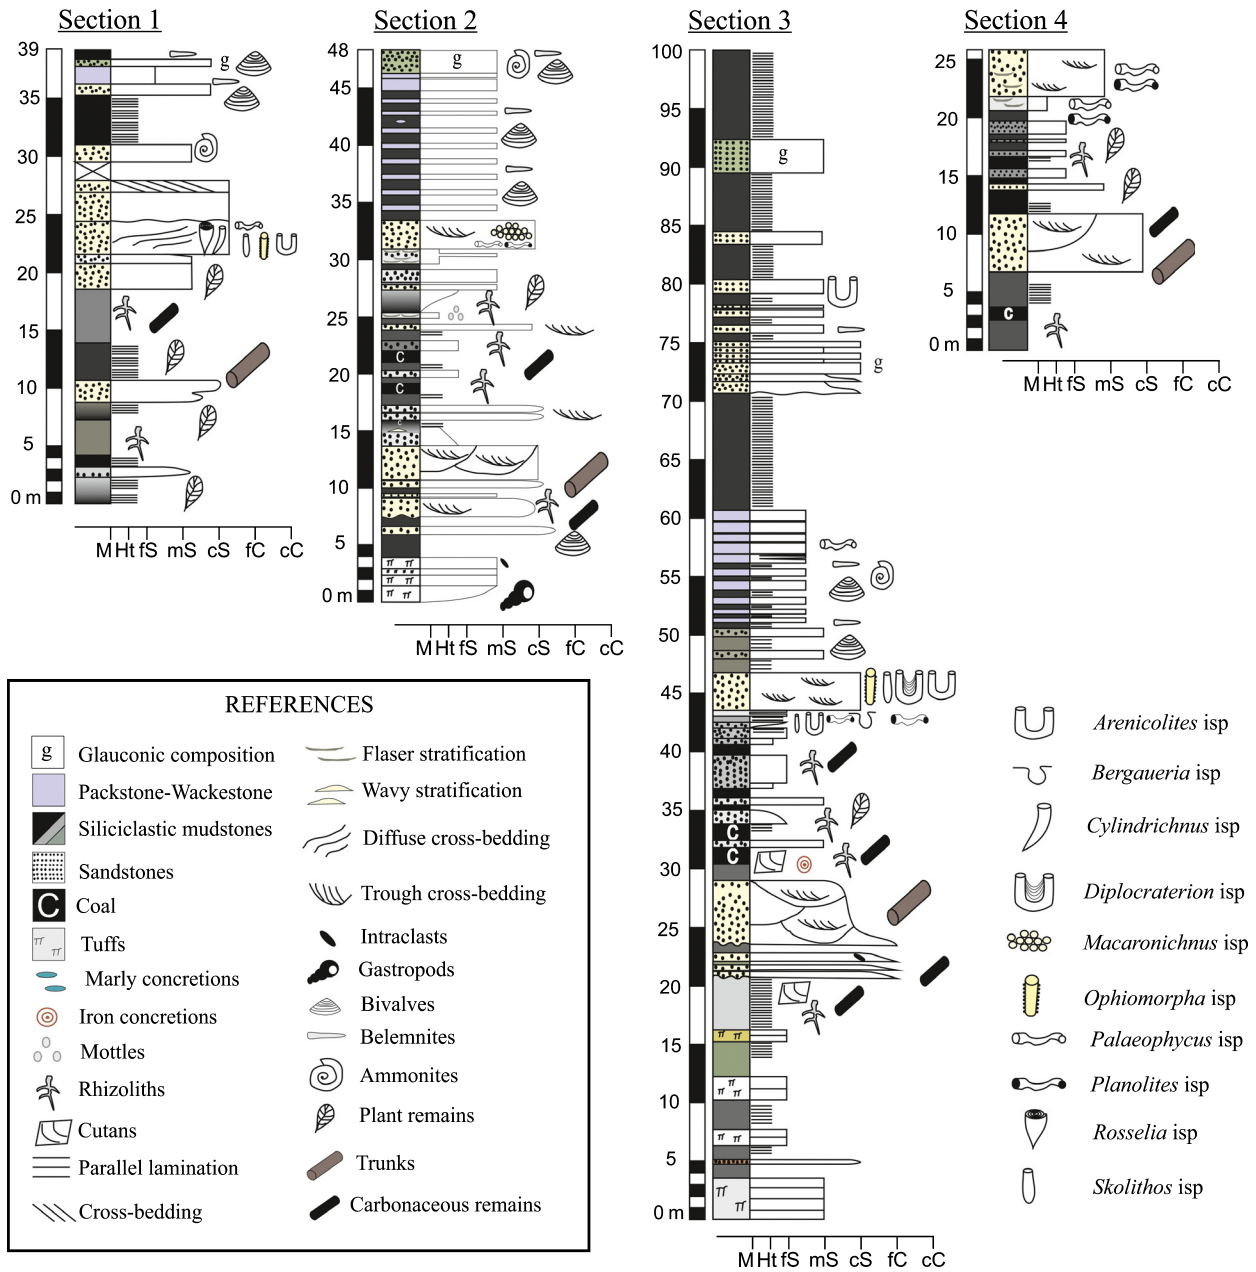 Section 1
39
35
30
25
20
15
10
5
0 m
g
M Ht fS mS cS fC cC
Section 2
48
45
40
35
30
25
20
15
10
5
0 m
g
C
C
c
M Ht fS mS cS fC cC
Section 3
100
95
90
85
80
75
70
65
60
55
50
45
40
35
30
25
20
15
10
5
0 m
g
g
C
C
M Ht fS mS cS fC cC
Section 4
25
20
15
10
5
0 m
C
M Ht fS mS cS fC cC
REFERENCES
g Glauconic composition
Packstone-Wackestone
Siliciclastic mudstones
Sandstones
C Coal
Tuffs
Marly concretions
Iron concretions
Mottles
Rhizoliths
Cutans
Parallel lamination
Cross-bedding
Flaser stratification
Wavy stratification
Diffuse cross-bedding
Trough cross-bedding
Intraclasts
Gastropods
Bivalves
Belemnites
Ammonites
Plant remains
Trunks
Carbonaceous remains
Arenicolites isp
Bergaueria isp
Cylindrichnus isp
Diplocraterion isp
Macaronichnus isp
Ophiomorpha isp
Palaeophycus isp
Planolites isp
Rosselia isp
Skolithos isp